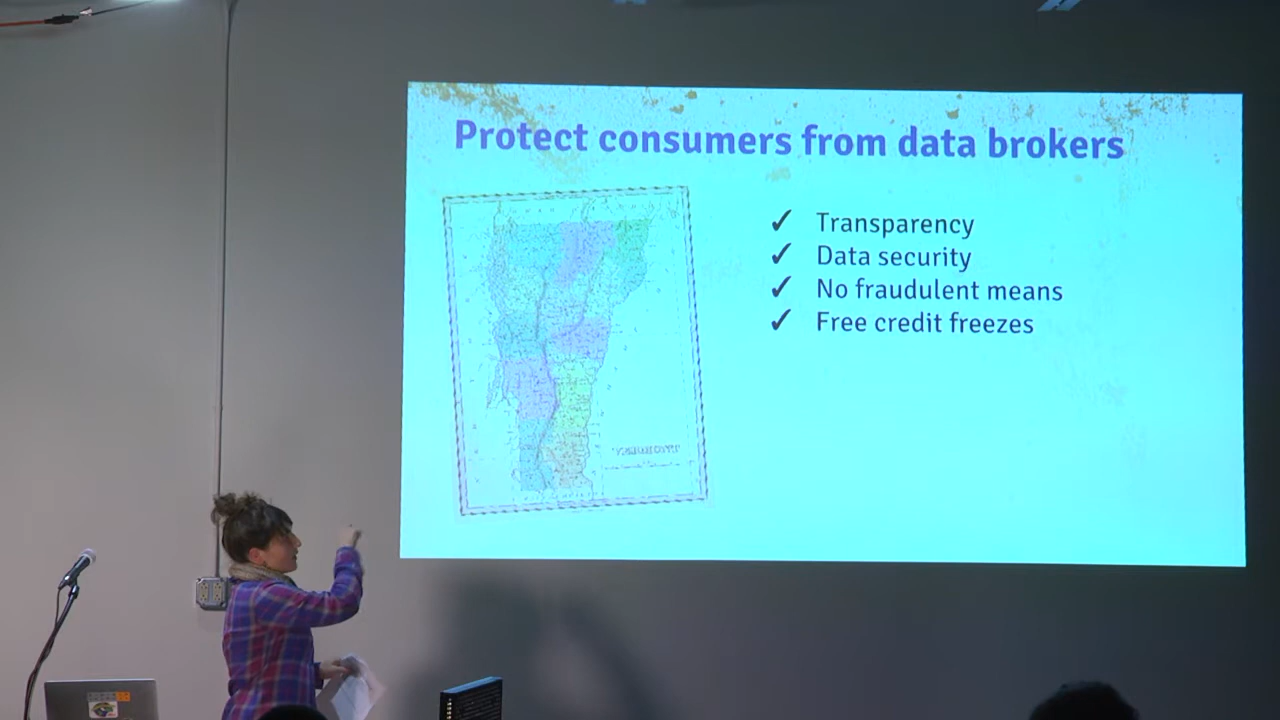 Protect consumers from data brokers
✓ Transparency
✓ Data security
✓ No fraudulent means
✓ Free credit freezes